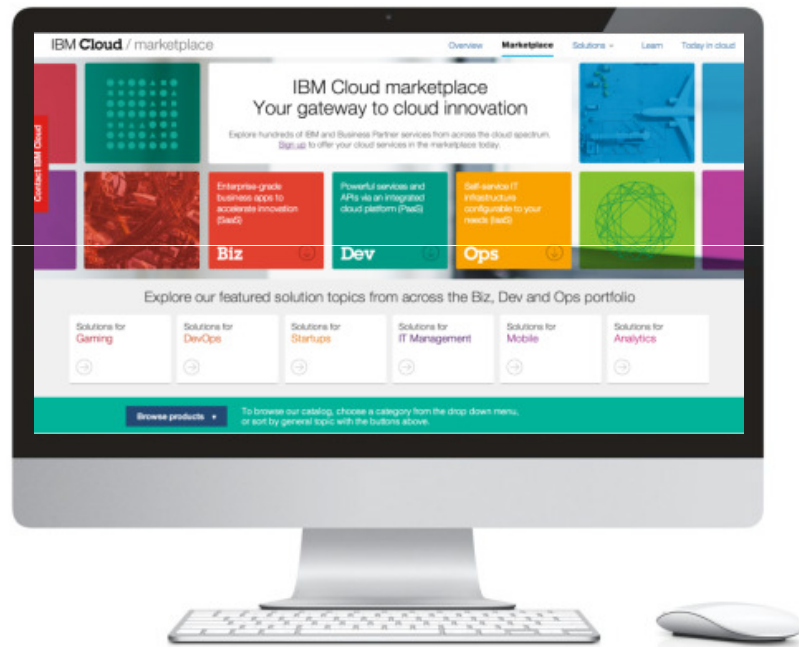 IBM Cloud / marketplace
Overview Marketplace Solutions Learn Today in cloud
Contact IBM Cloud
IBM Cloud marketplace
Your gateway to cloud innovation
Explore hundreds of IBM and Business Partner services from across the cloud spectrum.
Sign up to offer your cloud services in the marketplace today.
Enterprise-grade
business apps to
accelerate innovation
(SaaS)
Biz
Powerful services and
APIs via an integrated
cloud platform (PaaS)
Dev
Self-service IT
infrastructure
configurable to your
needs (IaaS)
Ops
Explore our featured solution topics from across the Biz, Dev and Ops portfolio
Solutions for
Gaming
Solutions for
DevOps
Solutions for
Startups
Solutions for
IT Management
Solutions for
Mobile
Solutions for
Analytics
Browse products
To browse our catalog, choose a category from the drop down menu,
or sort by general topic with the buttons above.